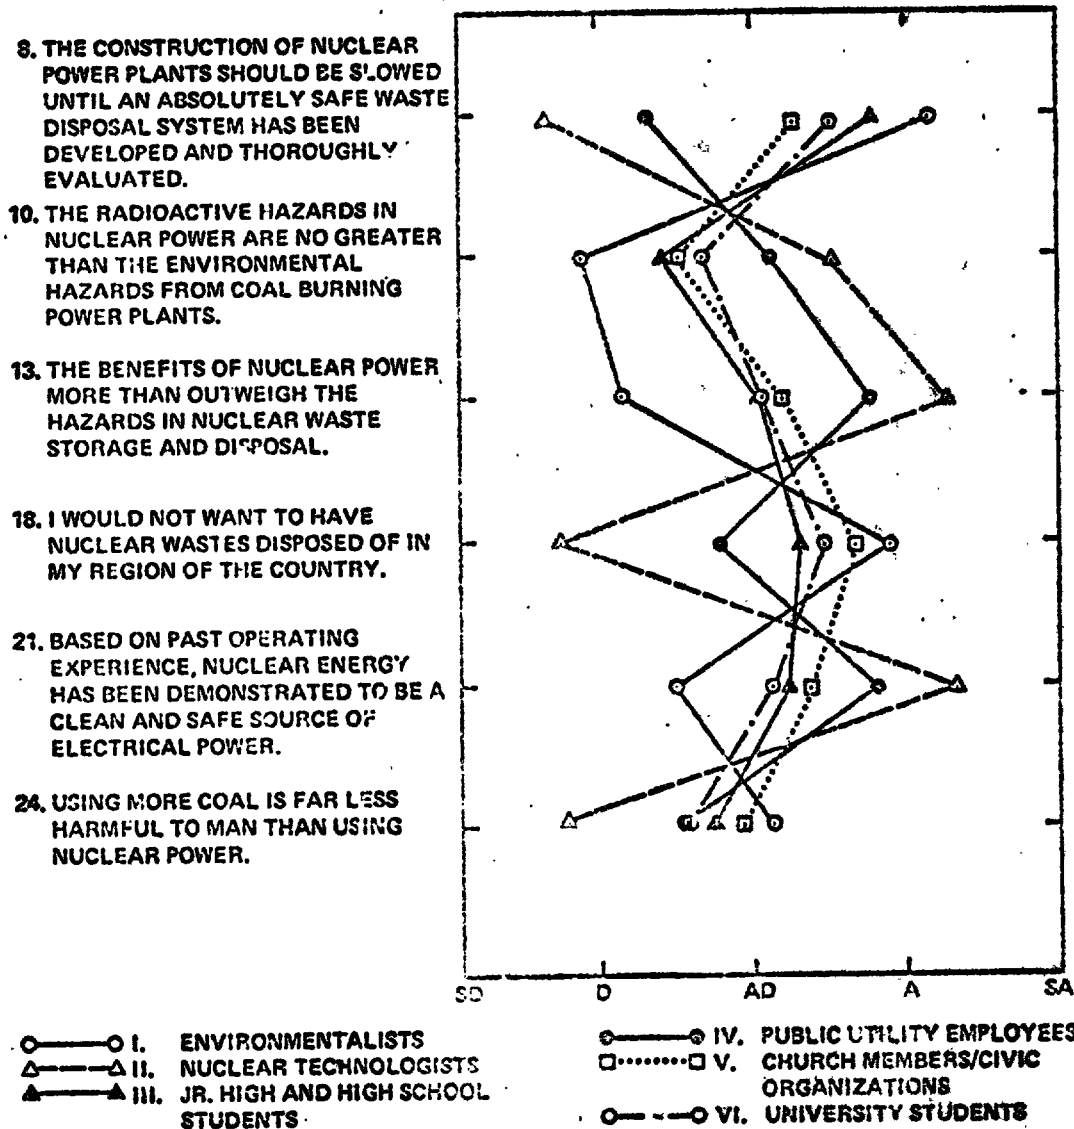 8. THE CONSTRUCTION OF NUCLEAR
POWER PLANTS SHOULD BE SLOWED
UNTIL AN ABSOLUTELY SAFE WASTE
DISPOSAL SYSTEM HAS BEEN
DEVELOPED AND THOROUGHLY
EVALUATED.
10. THE RADIOACTIVE HAZARDS IN
NUCLEAR POWER ARE NO GREATER
THAN THE ENVIRONMENTAL
HAZARDS FROM COAL BURNING
POWER PLANTS.
13. THE BENEFITS OF NUCLEAR POWER
MORE THAN OUTWEIGH THE
HAZARDS IN NUCLEAR WASTE
STORAGE AND DISPOSAL.
18. I WOULD NOT WANT TO HAVE
NUCLEAR WASTES DISPOSED OF IN
MY REGION OF THE COUNTRY.
21. BASED ON PAST OPERATING
EXPERIENCE, NUCLEAR ENERGY
HAS BEEN DEMONSTRATED TO BE A
CLEAN AND SAFE SOURCE OF
ELECTRICAL POWER.
24. USING MORE COAL IS FAR LESS
HARMFUL TO MAN THAN USING
NUCLEAR POWER.
SD D AD A SA
I. ENVIRONMENTALISTS
II. NUCLEAR TECHNOLOGISTS
III. JR. HIGH AND HIGH SCHOOL
STUDENTS
IV. PUBLIC UTILITY EMPLOYEES
V. CHURCH MEMBERS/CIVIC
ORGANIZATIONS
VI. UNIVERSITY STUDENTS